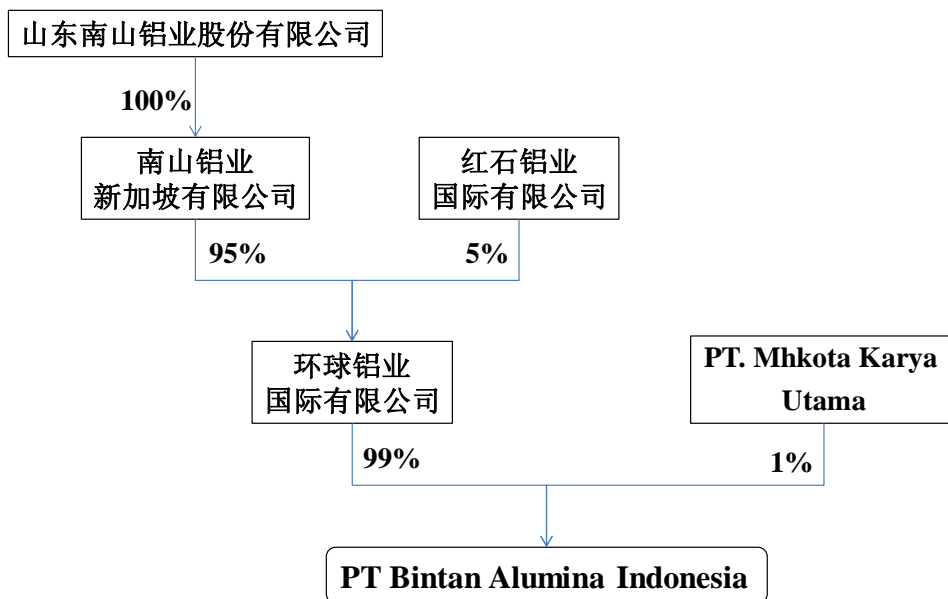 山东南山铝业股份有限公司
100%
南山铝业
新加坡有限公司
红石铝业
国际有限公司
95%
5%
环球铝业
国际有限公司
PT. Mhkota Karya
Utama
99%
1%
PT Bintan Alumina Indonesia